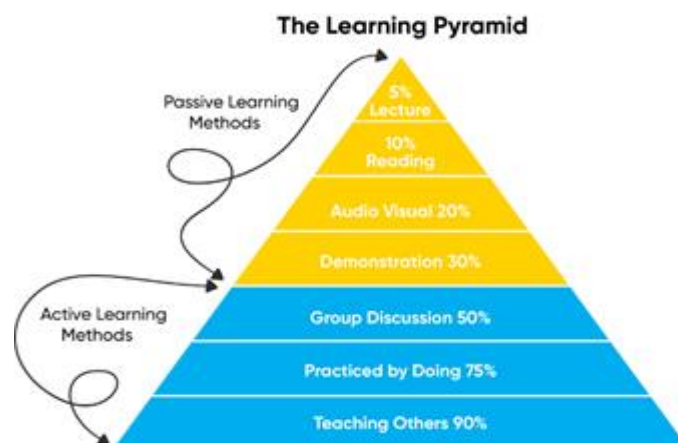 The Learning Pyramid
Passive Learning
Methods
5%
Lecture
10%
Reading
Audio Visual 20%
Demonstration 30%
Active Learning
Methods
Group Discussion 50%
Practiced by Doing 75%
Teaching Others 90%